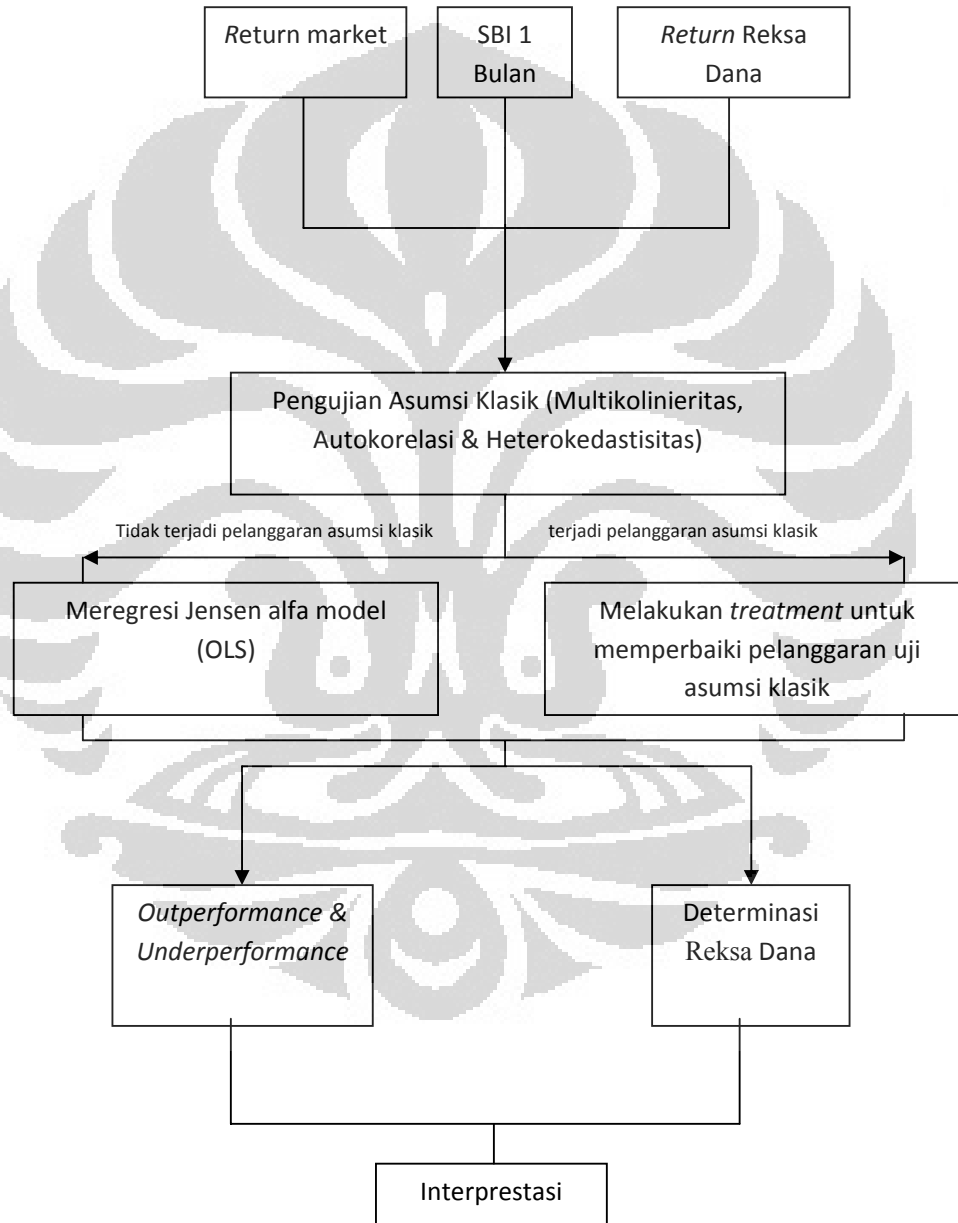 Return market
SBI 1
Bulan
Return Reksa
Dana
Pengujian Asumsi Klasik (Multikolinieritas,
Autokorelasi & Heterokedastisitas)
Tidak terjadi pelanggaran asumsi klasik
terjadi pelanggaran asumsi klasik
Meregresi Jensen alfa model
(OLS)
Melakukan treatment untuk
memperbaiki pelanggaran uji
asumsi klasik
Outperformance &
Underperformance
Determinasi
Reksa Dana
Interprestasi